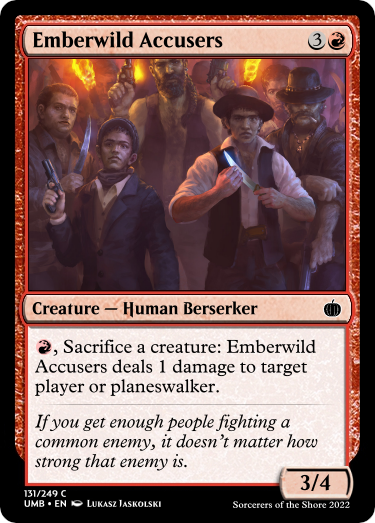 Emberwild Accusers 3
Creature — Human Berserker
, Sacrifice a creature: Emberwild
Accusers deals 1 damage to target
player or planeswalker.
If you get enough people fighting a
common enemy, it doesn't matter how
strong that enemy is.
3/4
131/249 C
UMB • EN Lukasz Jaskolski
Sorcerers of the Shore 2022